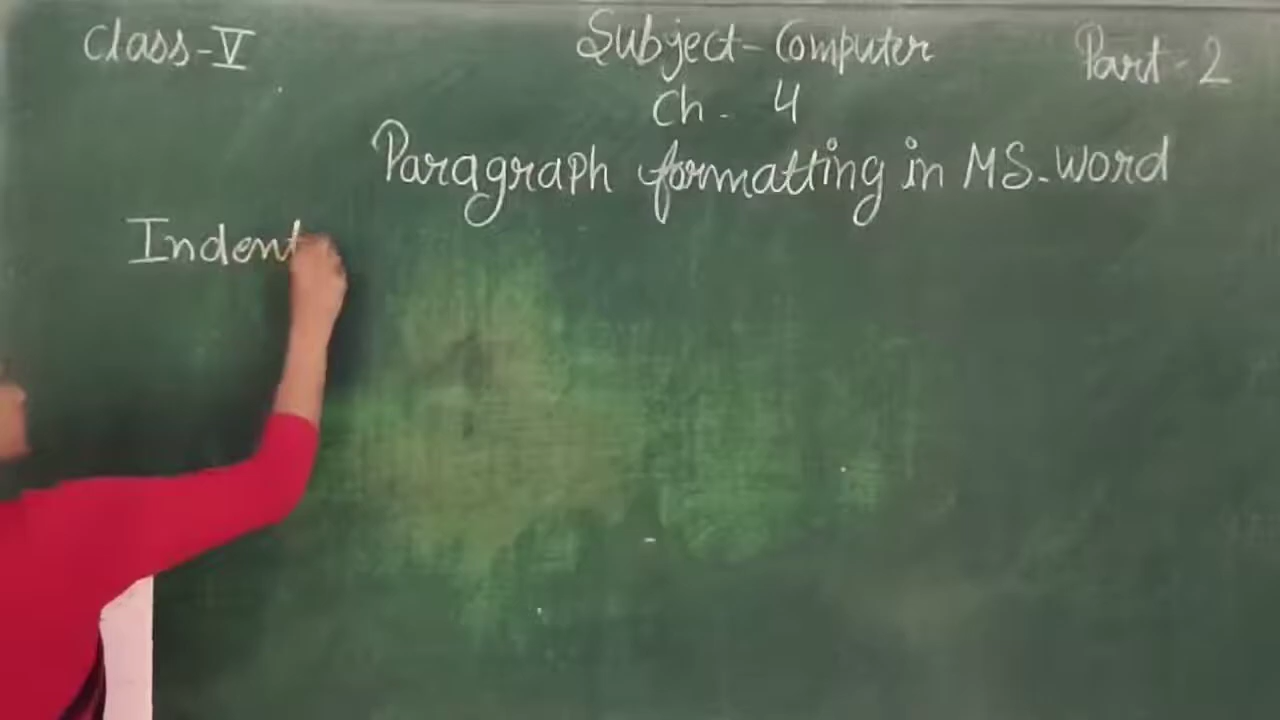 Class-V
Subject-Computer
Part-2
Ch- 4
Paragraph formatting in MS-Word
Indent